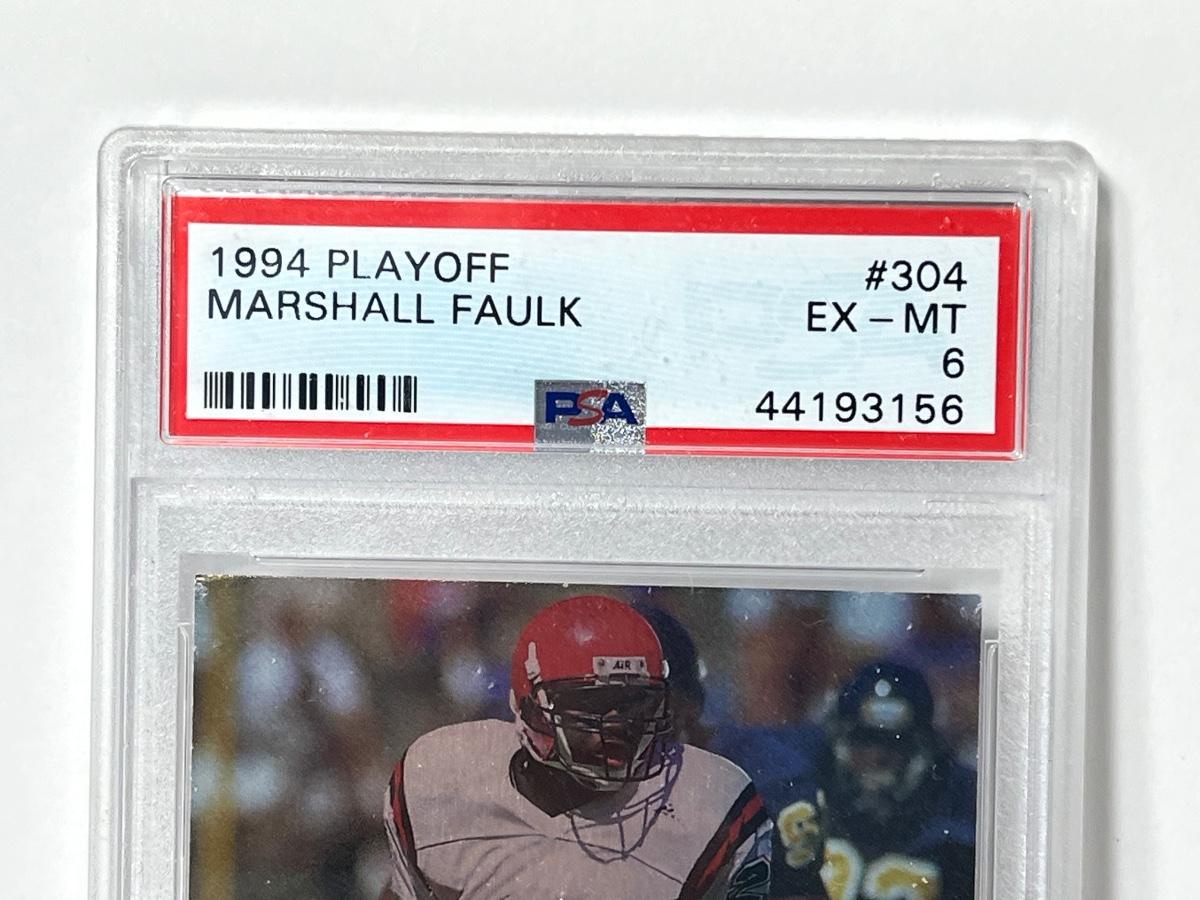 1994 PLAYOFF
MARSHALL FAULK
#304
EX - MT
6
44193156
PSA
AIR